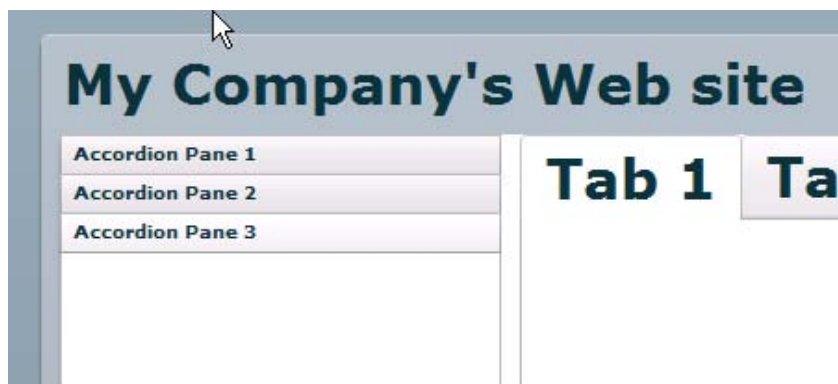 My Company's Web site
Accordion Pane 1
Accordion Pane 2
Accordion Pane 3
Tab 1